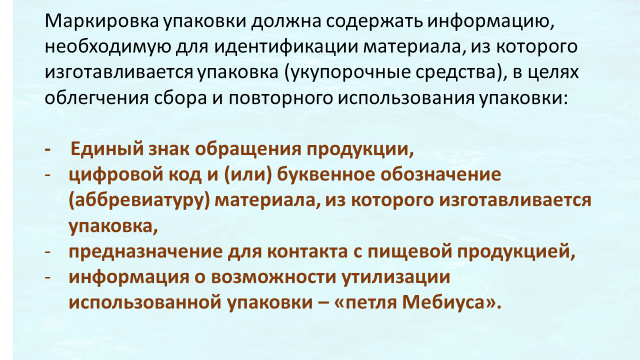 Маркировка упаковки должна содержать информацию,
необходимую для идентификации материала, из которого
изготавливается упаковка (укупорочные средства), в целях
облегчения сбора и повторного использования упаковки:
- Единый знак обращения продукции,
- цифровой код и (или) буквенное обозначение
(аббревиатуру) материала, из которого изготавливается
упаковка,
- предназначение для контакта с пищевой продукцией,
- информация о возможности утилизации
использованной упаковки – «петля Мебиуса».